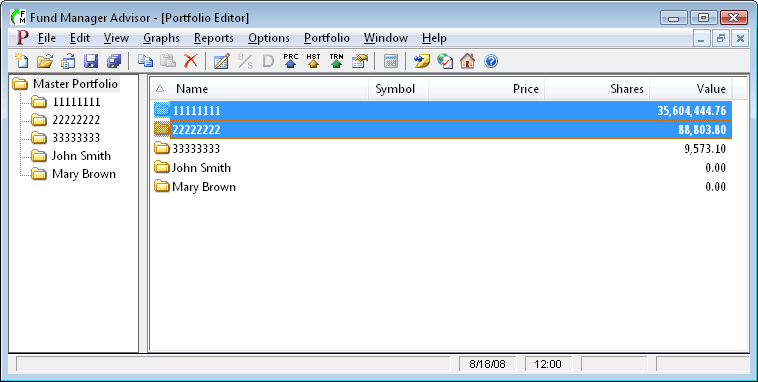 Fund Manager Advisor - [Portfolio Editor]
File Edit View Graphs Reports Options Portfolio Window Help
B/S D PRC HST TRN
Master Portfolio
11111111
22222222
33333333
John Smith
Mary Brown
Name Symbol Price Shares Value
11111111 35,604,444.76
22222222 88,803.80
33333333 9,573.10
John Smith 0.00
Mary Brown 0.00
8/18/08 12:00